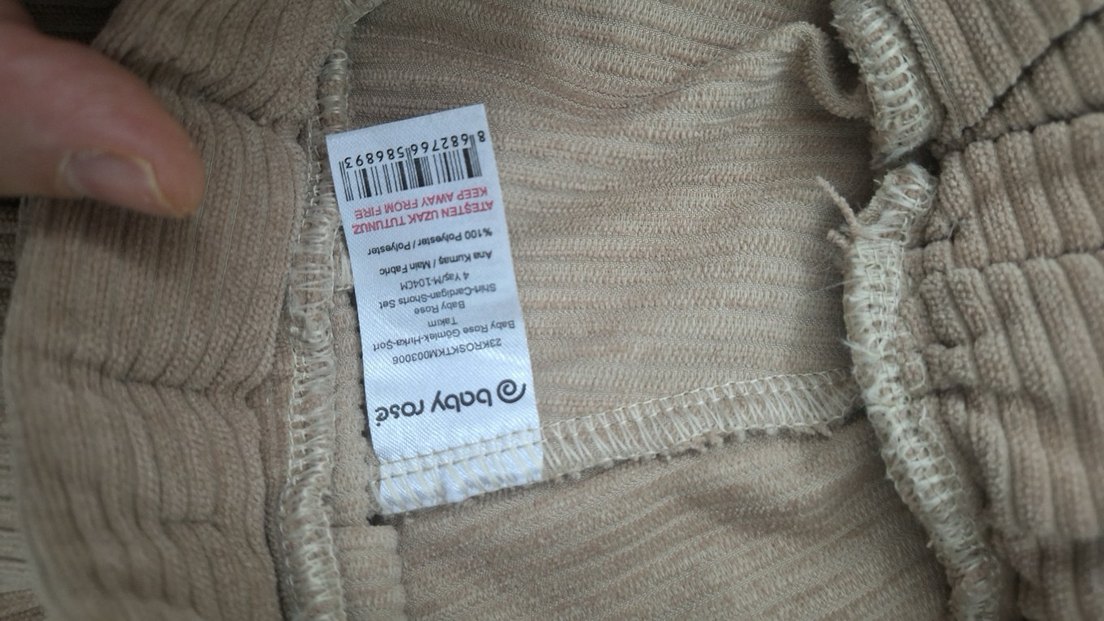 baby rosé
23KROSKTKM003006
Baby Rose Gömlek-Hırka-Şort
Takım
Baby Rose
Shirt-Cardigan-Shorts Set
4 Yaş/M-104CM
Ana Kumaş / Main Fabric
%100 Polyester / Polyester
ATEŞTEN UZAK TUTUNUZ
KEEP AWAY FROM FIRE
8 682766 586893